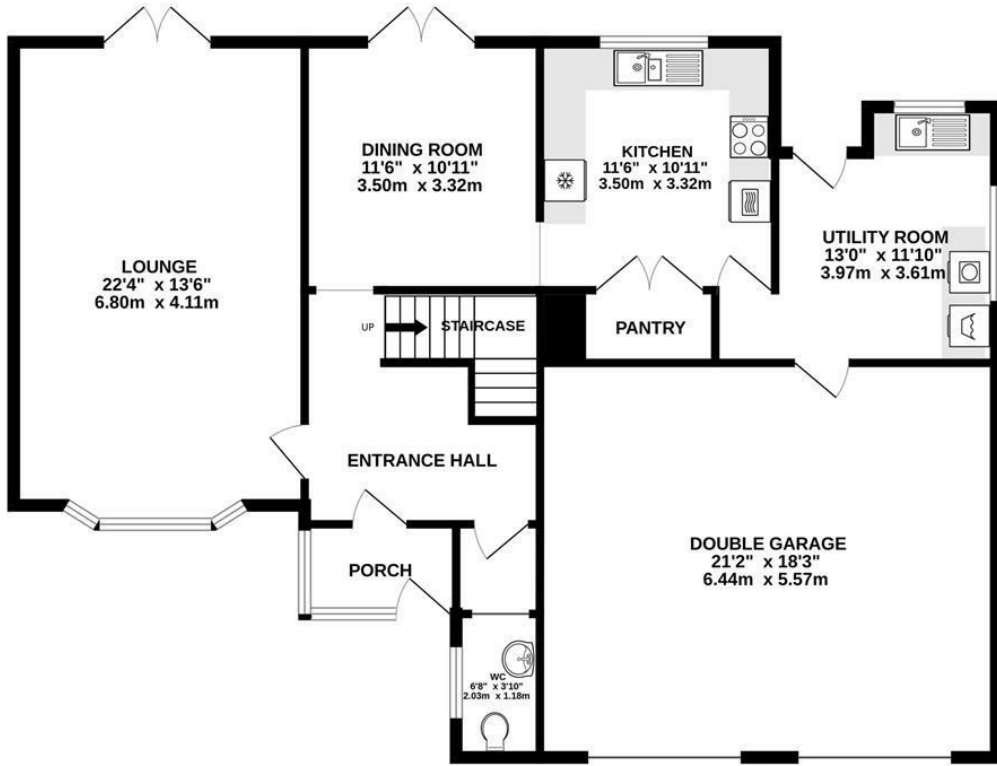 DINING ROOM
11'6" x 10'11"
3.50m x 3.32m
KITCHEN
11'6" x 10'11"
3.50m x 3.32m
UTILITY ROOM
13'0" x 11'10"
3.97m x 3.61m
LOUNGE
22'4" x 13'6"
6.80m x 4.11m
UP
STAIRCASE
PANTRY
ENTRANCE HALL
DOUBLE GARAGE
21'2" x 18'3"
6.44m x 5.57m
PORCH
WC
6'8" x 3'10"
2.03m x 1.18m